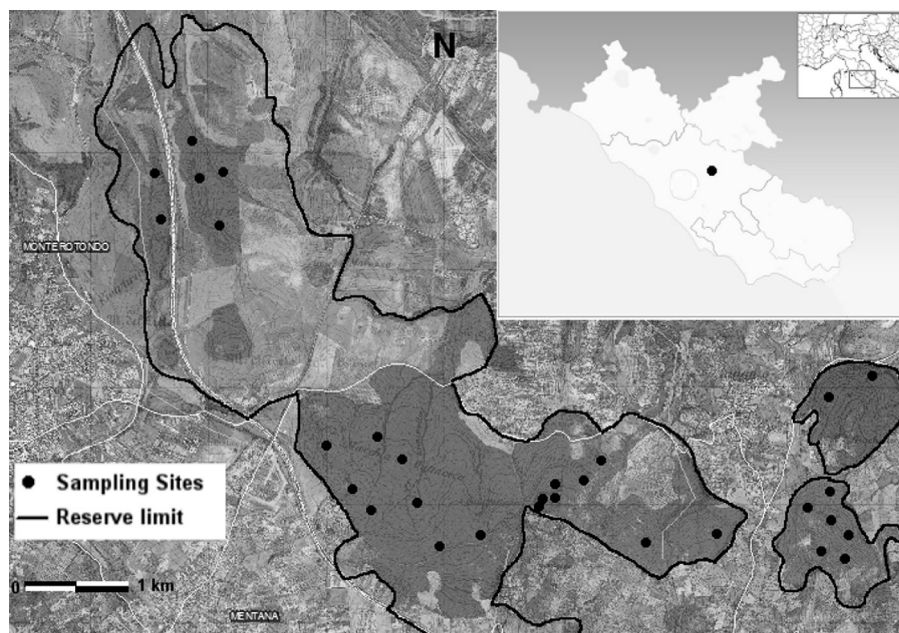 N
MONTEROTONDO
Sampling Sites
Reserve limit
0 1 km
MENTANA